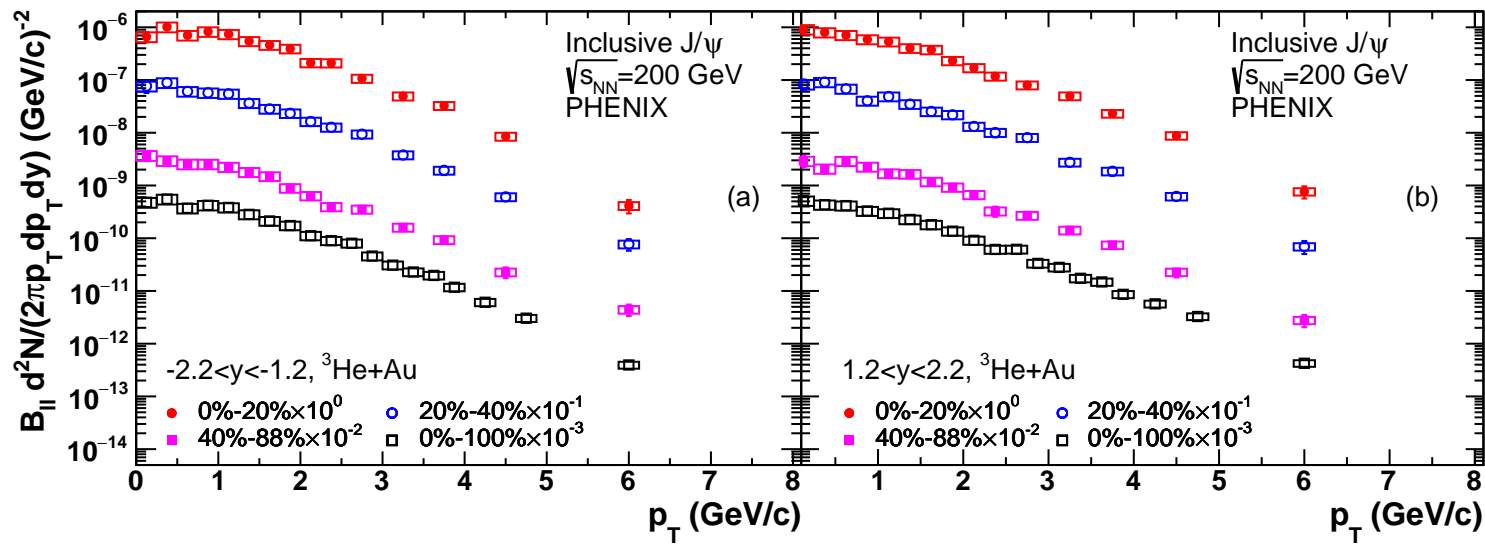 B_ll d²N/(2πp_T dp_T dy) (GeV/c)⁻²
10⁻⁶
10⁻⁷
10⁻⁸
10⁻⁹
10⁻¹⁰
10⁻¹¹
10⁻¹²
10⁻¹³
10⁻¹⁴
Inclusive J/ψ
√s_NN=200 GeV
PHENIX
(a)
-2.2<y<-1.2, ³He+Au
0%-20%×10⁰ 20%-40%×10⁻¹
40%-88%×10⁻² 0%-100%×10⁻³
0 1 2 3 4 5 6 7 8
p_T (GeV/c)
Inclusive J/ψ
√s_NN=200 GeV
PHENIX
(b)
1.2<y<2.2, ³He+Au
0%-20%×10⁰ 20%-40%×10⁻¹
40%-88%×10⁻² 0%-100%×10⁻³
1 2 3 4 5 6 7 8
p_T (GeV/c)